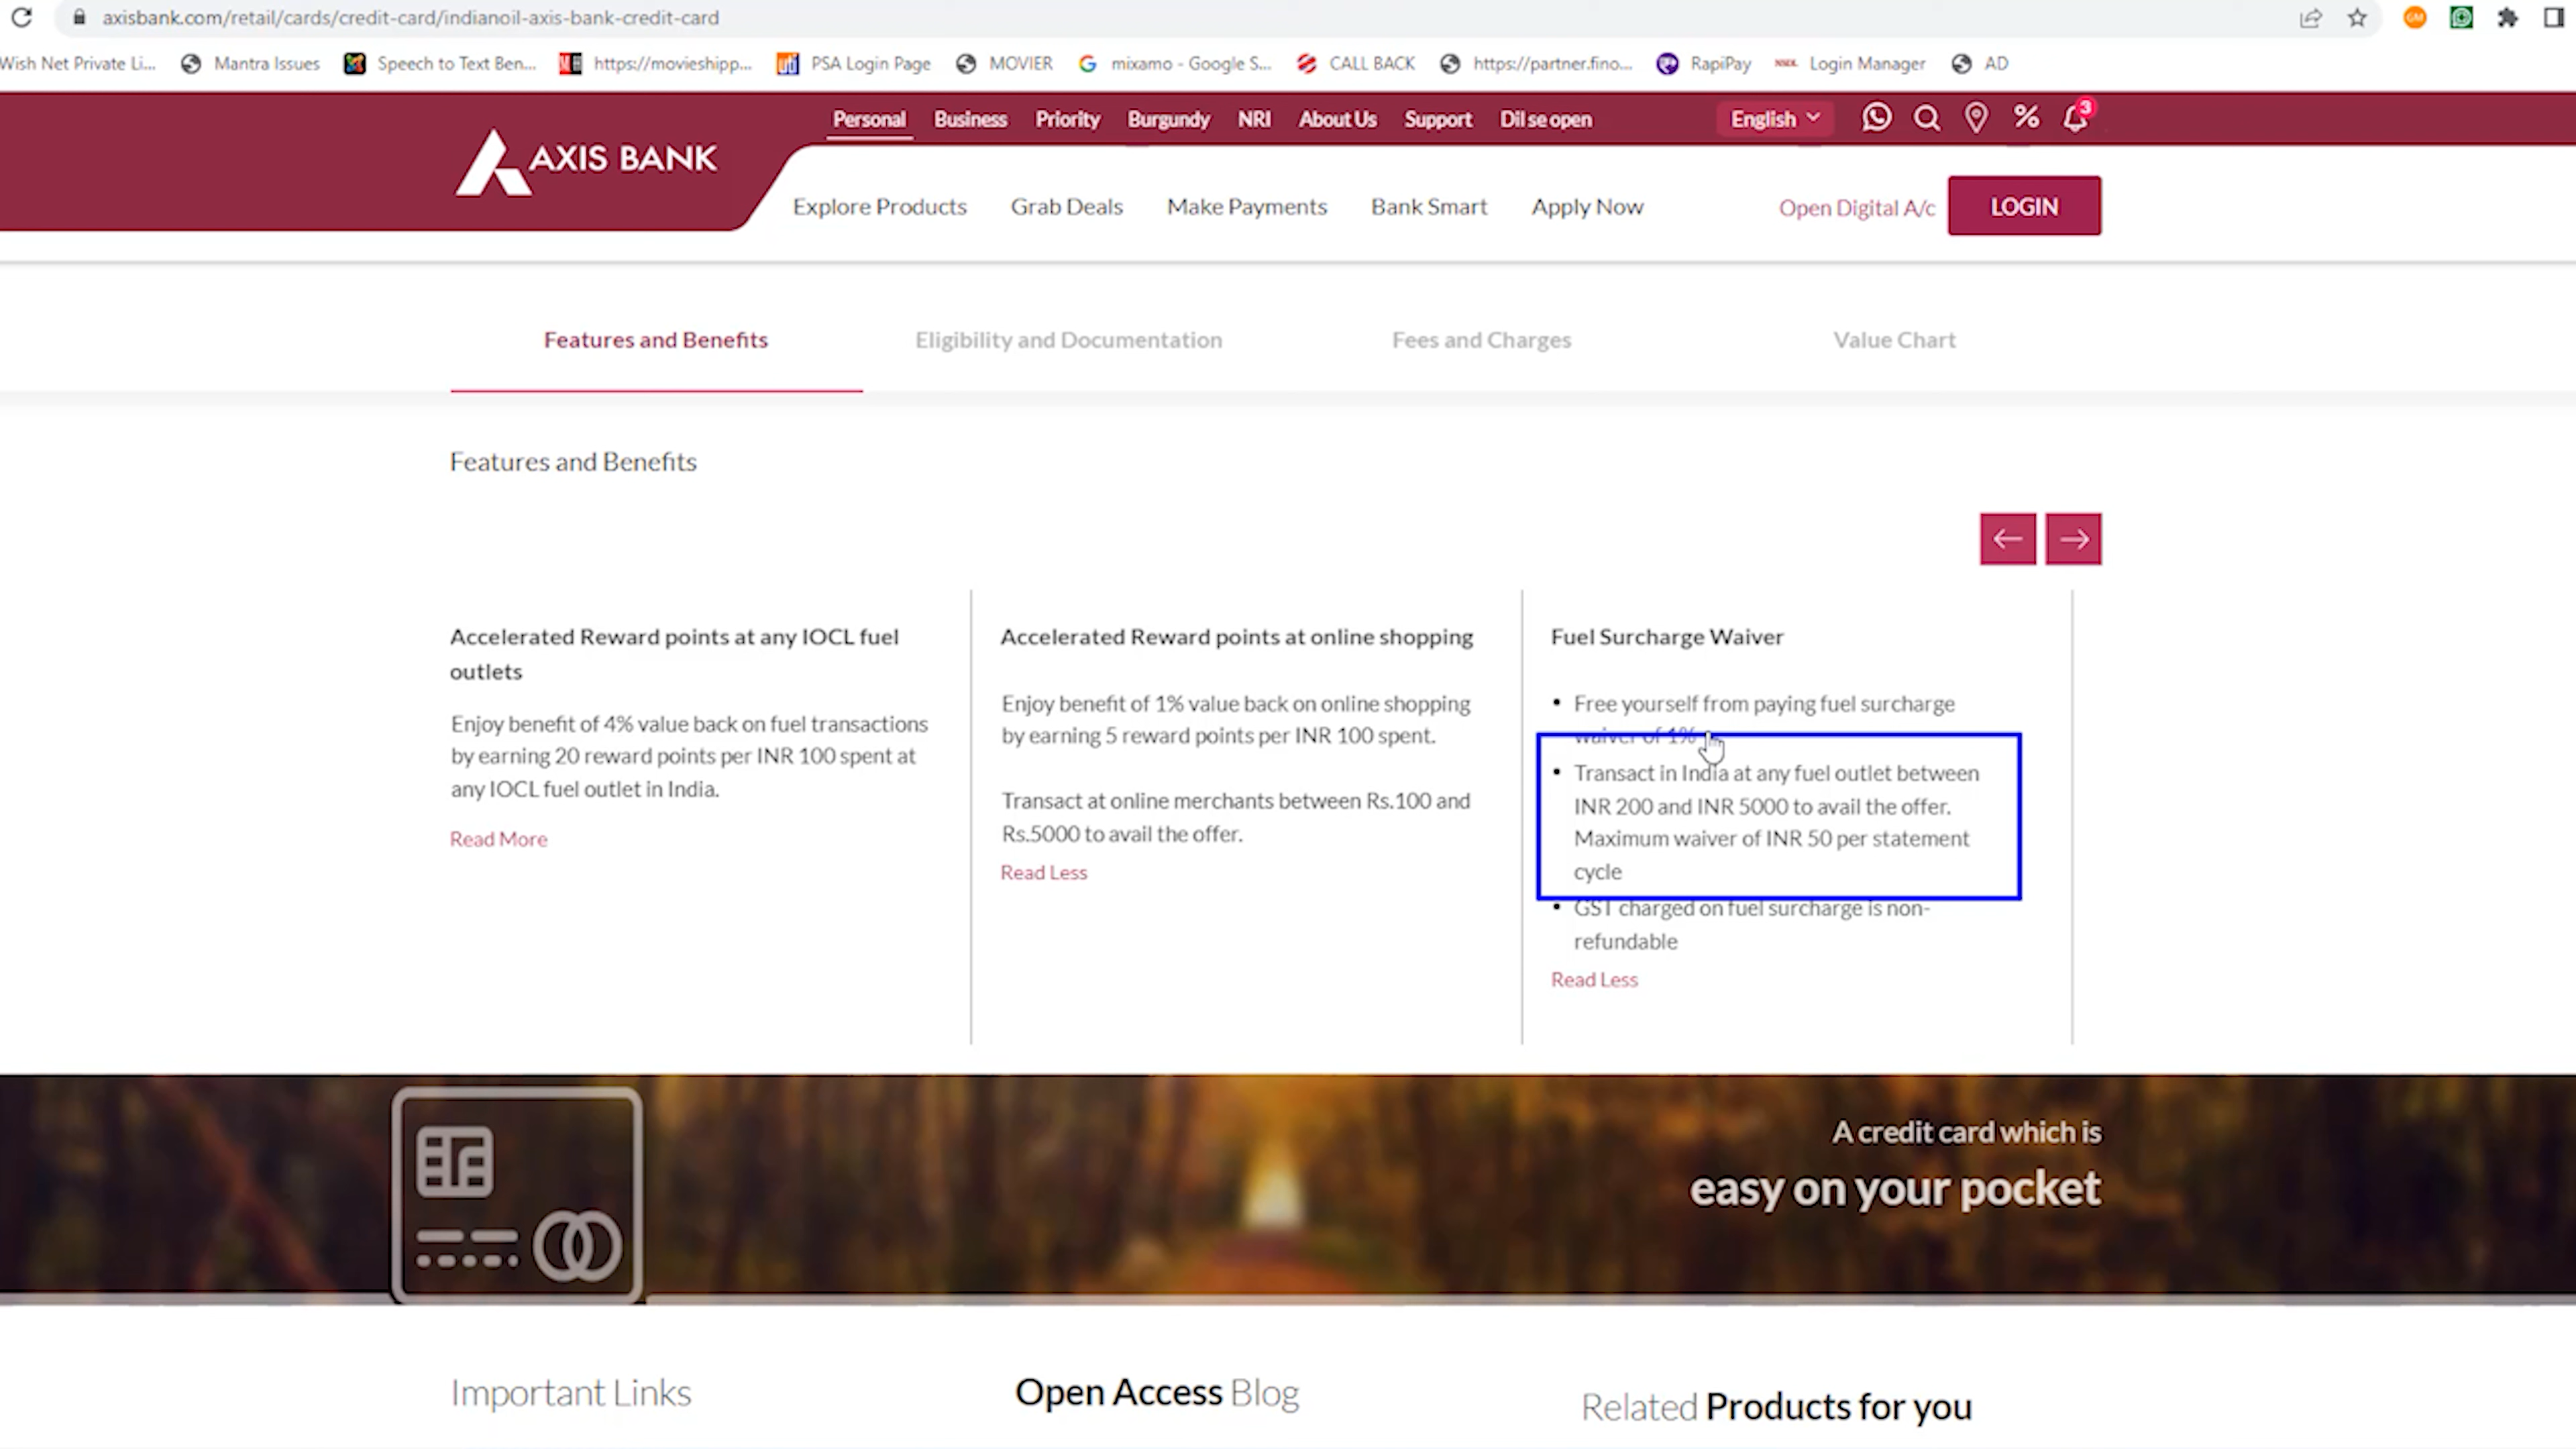 axisbank.com/retail/cards/credit-card/indianoil-axis-bank-credit-card
Wish Net Private Li... Mantra Issues Speech to Text Ben... https://movieshipp... PSA Login Page MOVIER mixamo - Google S... CALL BACK https://partner.fino... RapiPay NSDL Login Manager AD
Personal Business Priority Burgundy NRI About Us Support Dil se open English 3
AXIS BANK
Explore Products Grab Deals Make Payments Bank Smart Apply Now Open Digital A/c LOGIN
Features and Benefits Eligibility and Documentation Fees and Charges Value Chart
Features and Benefits
Accelerated Reward points at any IOCL fuel
outlets
Enjoy benefit of 4% value back on fuel transactions
by earning 20 reward points per INR 100 spent at
any IOCL fuel outlet in India.
Read More
Accelerated Reward points at online shopping
Enjoy benefit of 1% value back on online shopping
by earning 5 reward points per INR 100 spent.
Transact at online merchants between Rs.100 and
Rs.5000 to avail the offer.
Read Less
Fuel Surcharge Waiver
• Free yourself from paying fuel surcharge
waiver of 1%
• Transact in India at any fuel outlet between
INR 200 and INR 5000 to avail the offer.
Maximum waiver of INR 50 per statement
cycle
• GST charged on fuel surcharge is non-
refundable
Read Less
A credit card which is
easy on your pocket
Important Links
Open Access Blog
Related Products for you